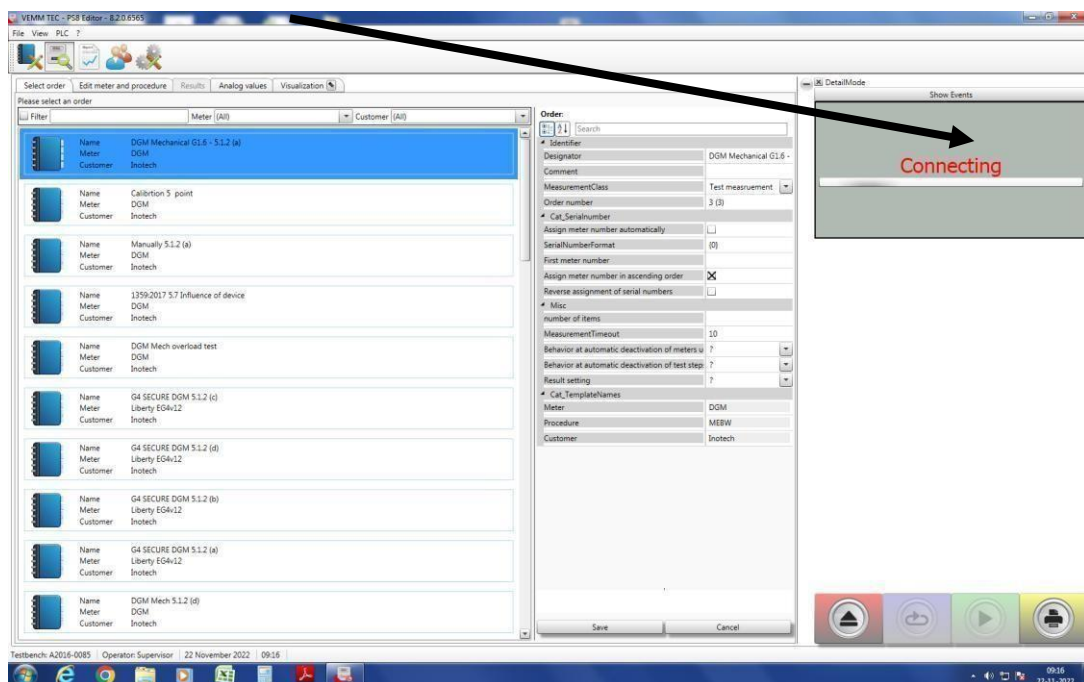 VEMM TEC - PS8 Editor - 8.2.0.6565
File View PLC ?
Select order Edit meter and procedure Results Analog values Visualization
Please select an order
Filter Meter (All) Customer (All)
Name DGM Mechanical G1.6 - 5.1.2 (a)
Meter DGM
Customer Inotech
Name Calibrtion 5 point
Meter DGM
Customer Inotech
Name Manually 5.1.2 (a)
Meter DGM
Customer Inotech
Name 1359:2017 5.7 Influence of device
Meter DGM
Customer Inotech
Name DGM Mech overload test
Meter DGM
Customer Inotech
Name G4 SECURE DGM 5.1.2 (c)
Meter Liberty EG4v12
Customer Inotech
Name G4 SECURE DGM 5.1.2 (d)
Meter Liberty EG4v12
Customer Inotech
Name G4 SECURE DGM 5.1.2 (b)
Meter Liberty EG4v12
Customer Inotech
Name G4 SECURE DGM 5.1.2 (a)
Meter Liberty EG4v12
Customer Inotech
Name DGM Mech 5.1.2 (d)
Meter DGM
Customer Inotech
Order:
Search
Identifier
Designator DGM Mechanical G1.6 -
Comment
MeasurementClass Test measruement
Order number 3 (3)
Cat_Serialnumber
Assign meter number automatically
SerialNumberFormat {0}
First meter number
Assign meter number in ascending order
Reverse assignment of serial numbers
Misc
number of items
MeasurementTimeout 10
Behavior at automatic deactivation of meters u ?
Behavior at automatic deactivation of test step ?
Result setting ?
Cat_TemplateNames
Meter DGM
Procedure MEBW
Customer Inotech
Save Cancel
DetailMode
Show Events
Connecting
Testbench: A2016-0085 Operator: Supervisor 22 November 2022 09:16
09:16
22-11-2022